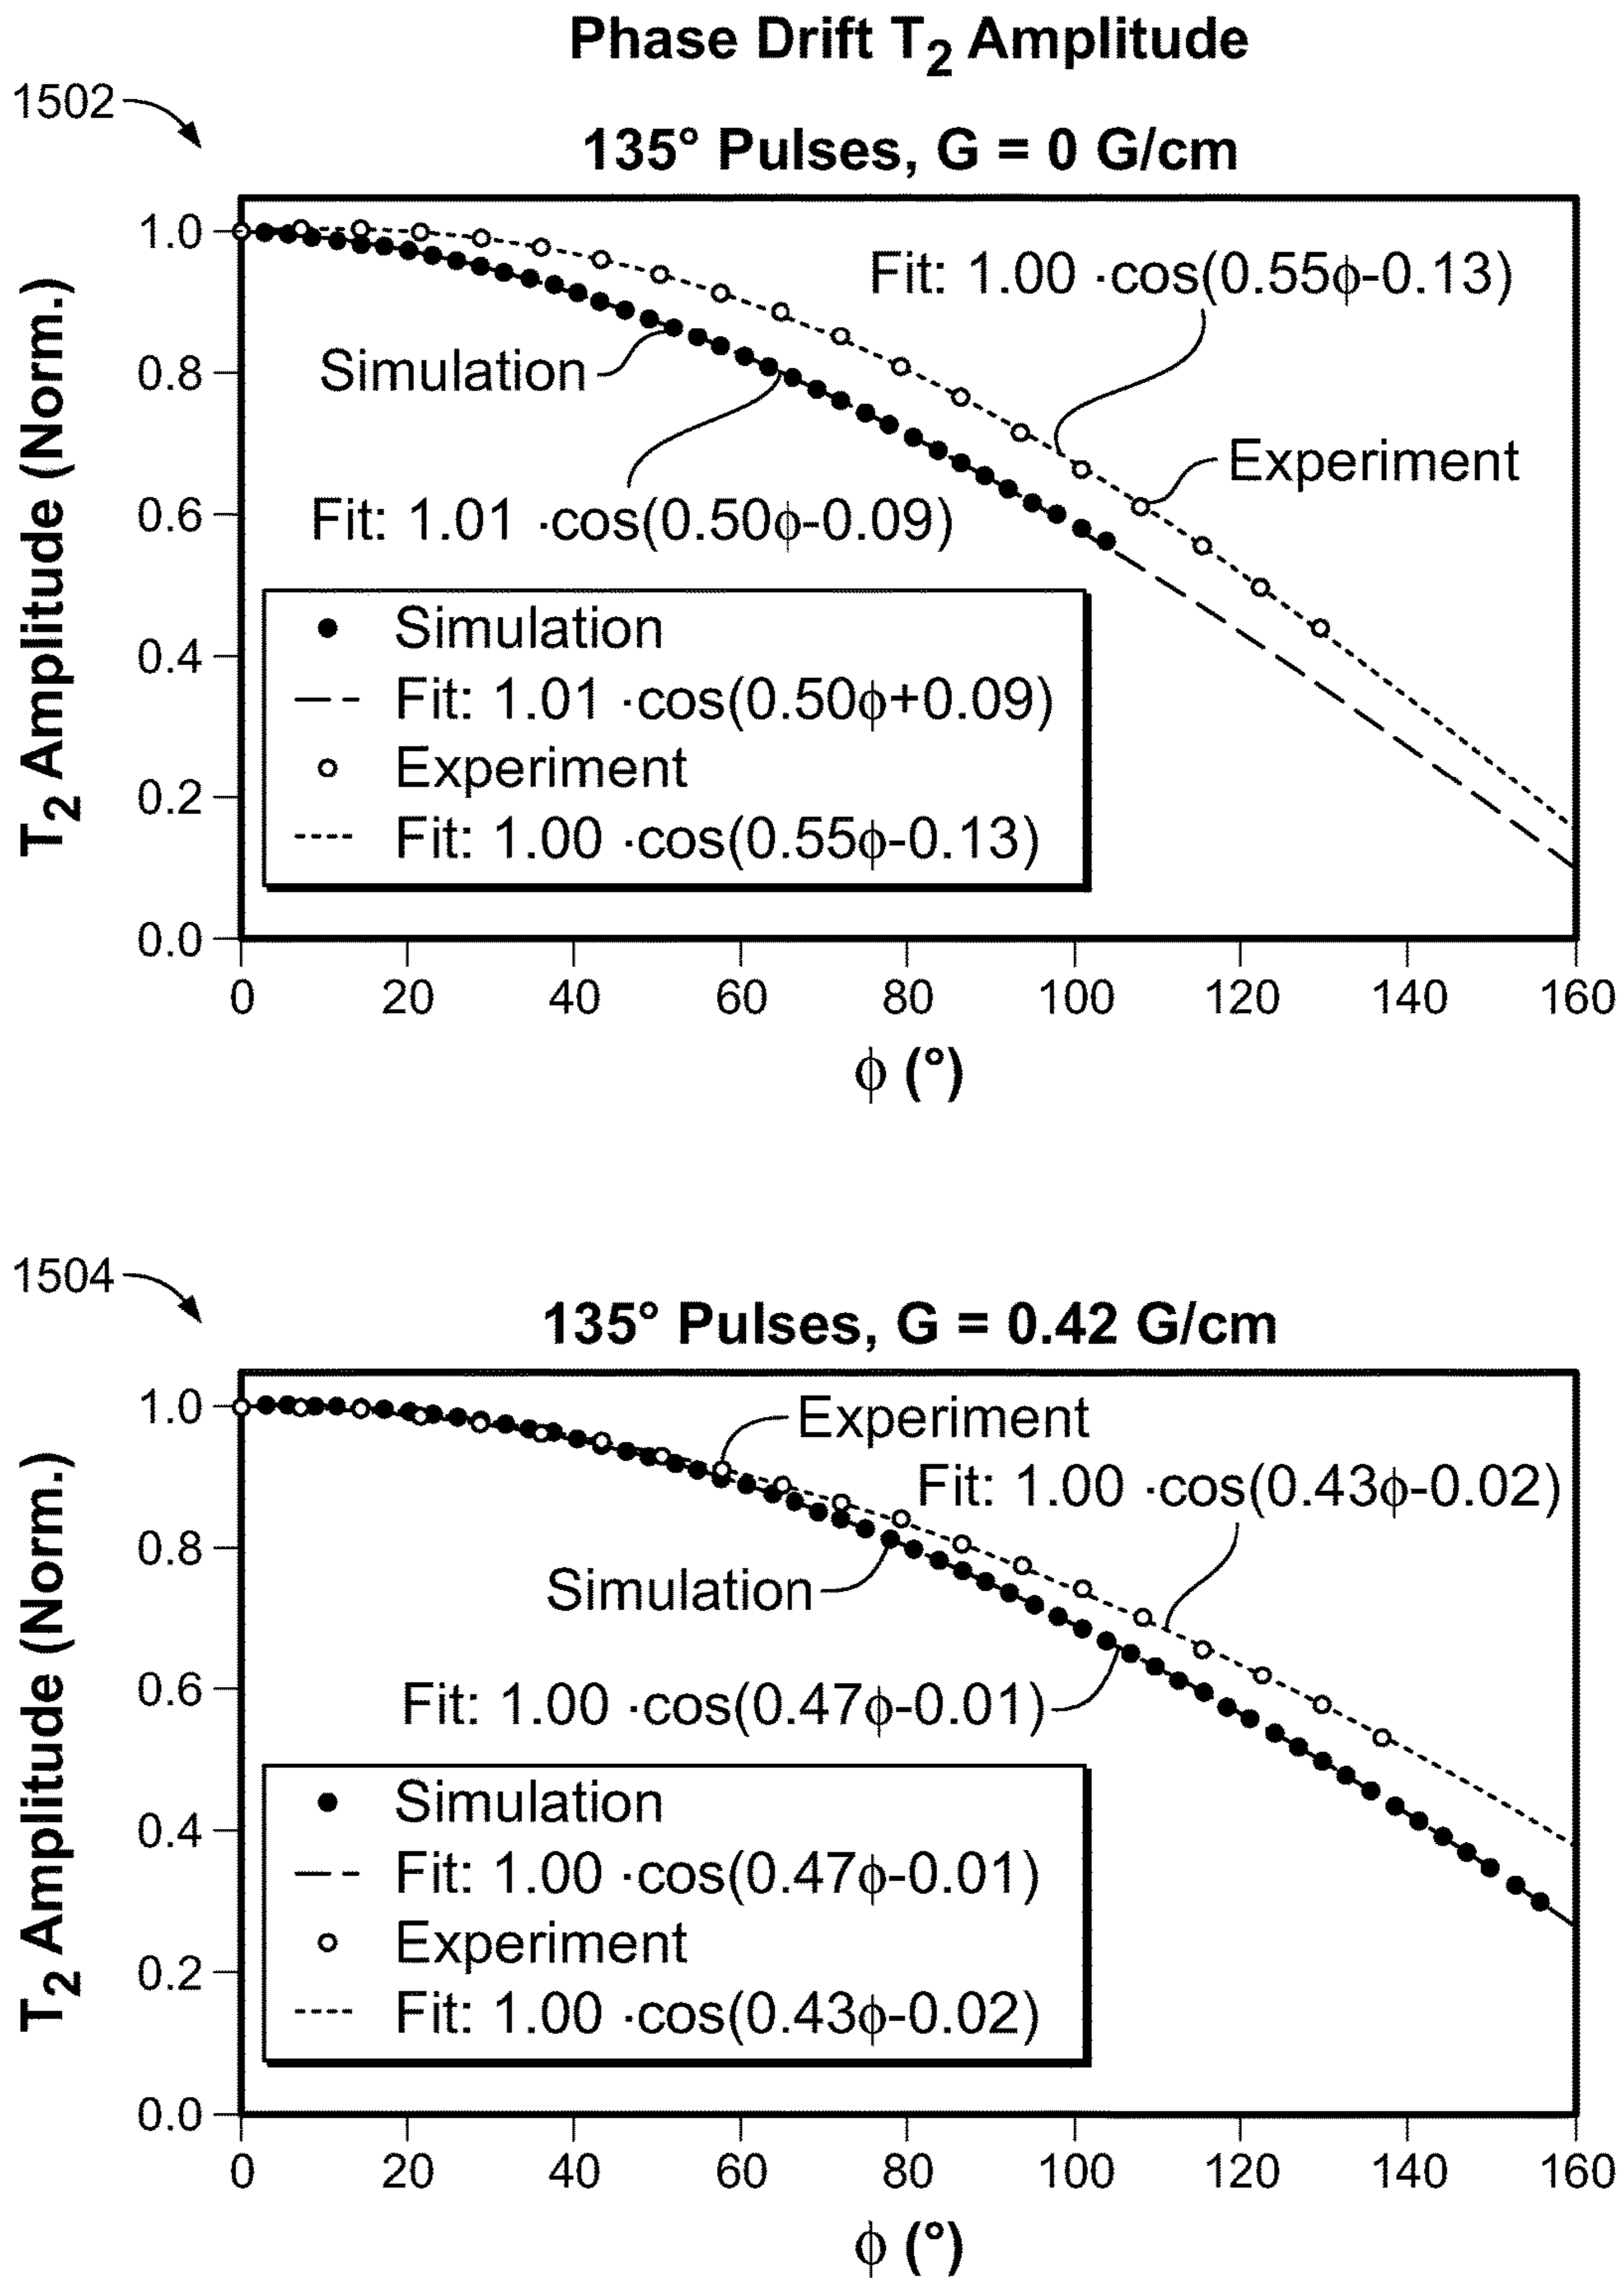 Phase Drift T2 Amplitude
1502
135° Pulses, G = 0 G/cm
T2 Amplitude (Norm.)
1.0
0.8
0.6
0.4
0.2
0.0
Fit: 1.00 ·cos(0.55ϕ-0.13)
Simulation
Experiment
Fit: 1.01 ·cos(0.50ϕ-0.09)
Simulation
Fit: 1.01 ·cos(0.50ϕ+0.09)
Experiment
Fit: 1.00 ·cos(0.55ϕ-0.13)
0 20 40 60 80 100 120 140 160
ϕ (°)
1504
135° Pulses, G = 0.42 G/cm
T2 Amplitude (Norm.)
1.0
0.8
0.6
0.4
0.2
0.0
Experiment
Fit: 1.00 ·cos(0.43ϕ-0.02)
Simulation
Fit: 1.00 ·cos(0.47ϕ-0.01)
Simulation
Fit: 1.00 ·cos(0.47ϕ-0.01)
Experiment
Fit: 1.00 ·cos(0.43ϕ-0.02)
0 20 40 60 80 100 120 140 160
ϕ (°)